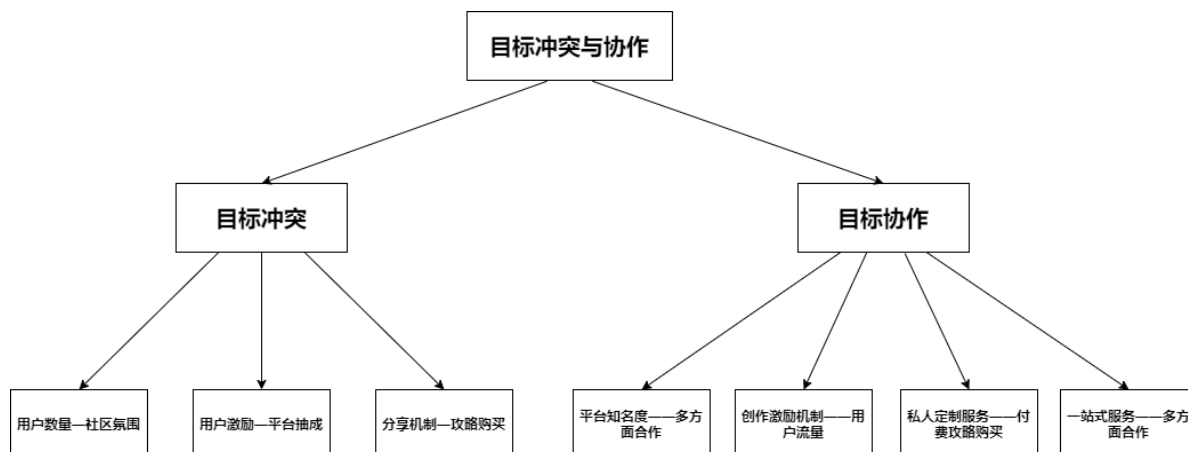 目标冲突与协作
目标冲突
目标协作
用户数量—社区氛围
用户激励—平台抽成
分享机制—攻略购买
平台知名度——多方
面合作
创作激励机制——用
户流量
私人定制服务——付
费攻略购买
一站式服务——多方
面合作